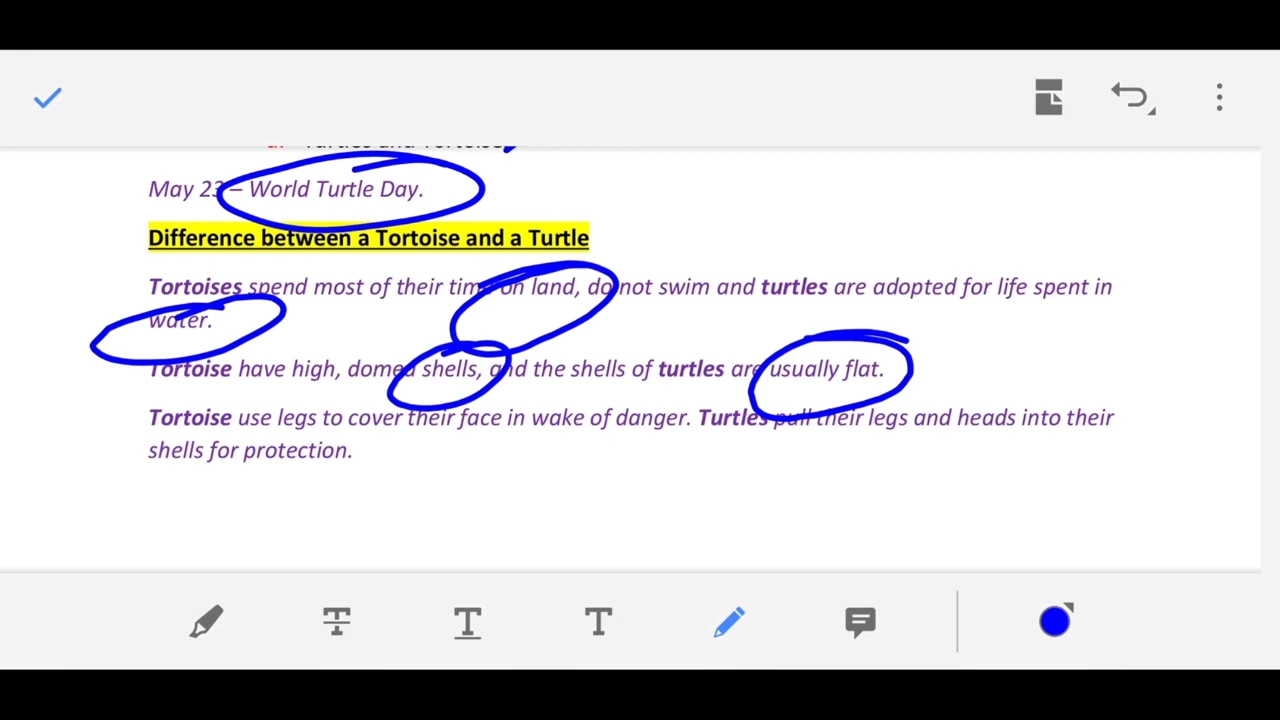 Turtles and Tortoise
May 23 – World Turtle Day.
Difference between a Tortoise and a Turtle
Tortoises spend most of their time on land, do not swim and turtles are adopted for life spent in
water.
Tortoise have high, domed shells, and the shells of turtles are usually flat.
Tortoise use legs to cover their face in wake of danger. Turtles pull their legs and heads into their
shells for protection.